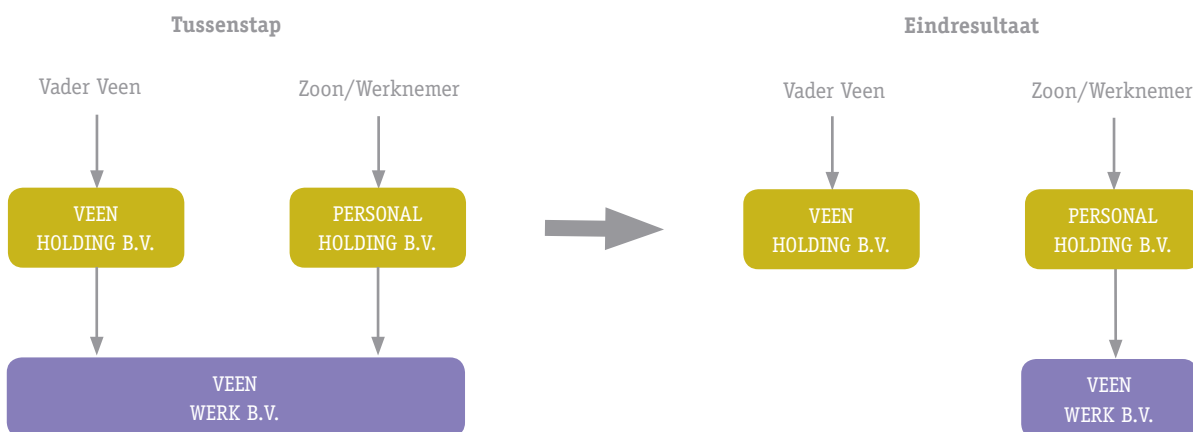 Tussenstap
Vader Veen
Zoon/Werknemer
VEEN
HOLDING B.V.
PERSONAL
HOLDING B.V.
VEEN
WERK B.V.
Eindresultaat
Vader Veen
Zoon/Werknemer
VEEN
HOLDING B.V.
PERSONAL
HOLDING B.V.
VEEN
WERK B.V.